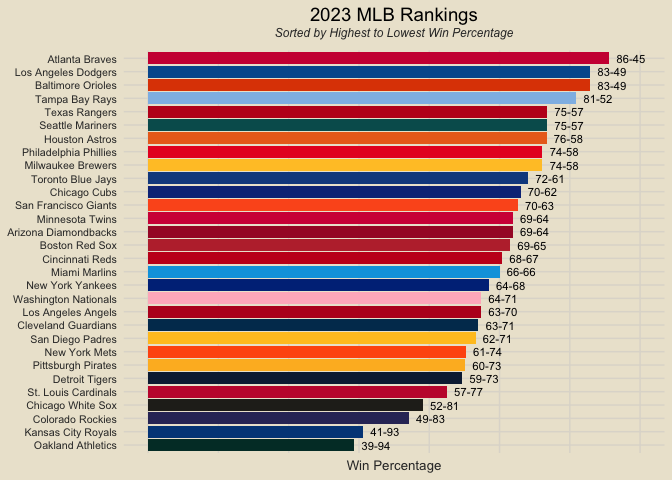 2023 MLB Rankings
Sorted by Highest to Lowest Win Percentage
Atlanta Braves 86-45
Los Angeles Dodgers 83-49
Baltimore Orioles 83-49
Tampa Bay Rays 81-52
Texas Rangers 75-57
Seattle Mariners 75-57
Houston Astros 76-58
Philadelphia Phillies 74-58
Milwaukee Brewers 74-58
Toronto Blue Jays 72-61
Chicago Cubs 70-62
San Francisco Giants 70-63
Minnesota Twins 69-64
Arizona Diamondbacks 69-64
Boston Red Sox 69-65
Cincinnati Reds 68-67
Miami Marlins 66-66
New York Yankees 64-68
Washington Nationals 64-71
Los Angeles Angels 63-70
Cleveland Guardians 63-71
San Diego Padres 62-71
New York Mets 61-74
Pittsburgh Pirates 60-73
Detroit Tigers 59-73
St. Louis Cardinals 57-77
Chicago White Sox 52-81
Colorado Rockies 49-83
Kansas City Royals 41-93
Oakland Athletics 39-94
Win Percentage